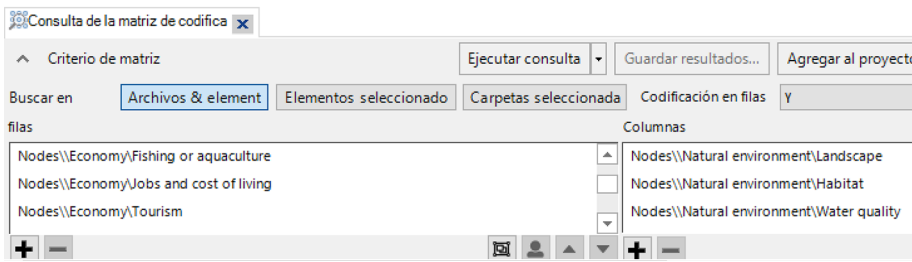 Consulta de la matriz de codifica
Criterio de matriz Ejecutar consulta Guardar resultados... Agregar al proyecto
Buscar en Archivos & element Elementos seleccionado Carpetas seleccionada Codificación en filas Y
filas Columnas
Nodes\\Economy\Fishing or aquaculture Nodes\\Natural environment\Landscape
Nodes\\Economy\Jobs and cost of living Nodes\\Natural environment\Habitat
Nodes\\Economy\Tourism Nodes\\Natural environment\Water quality